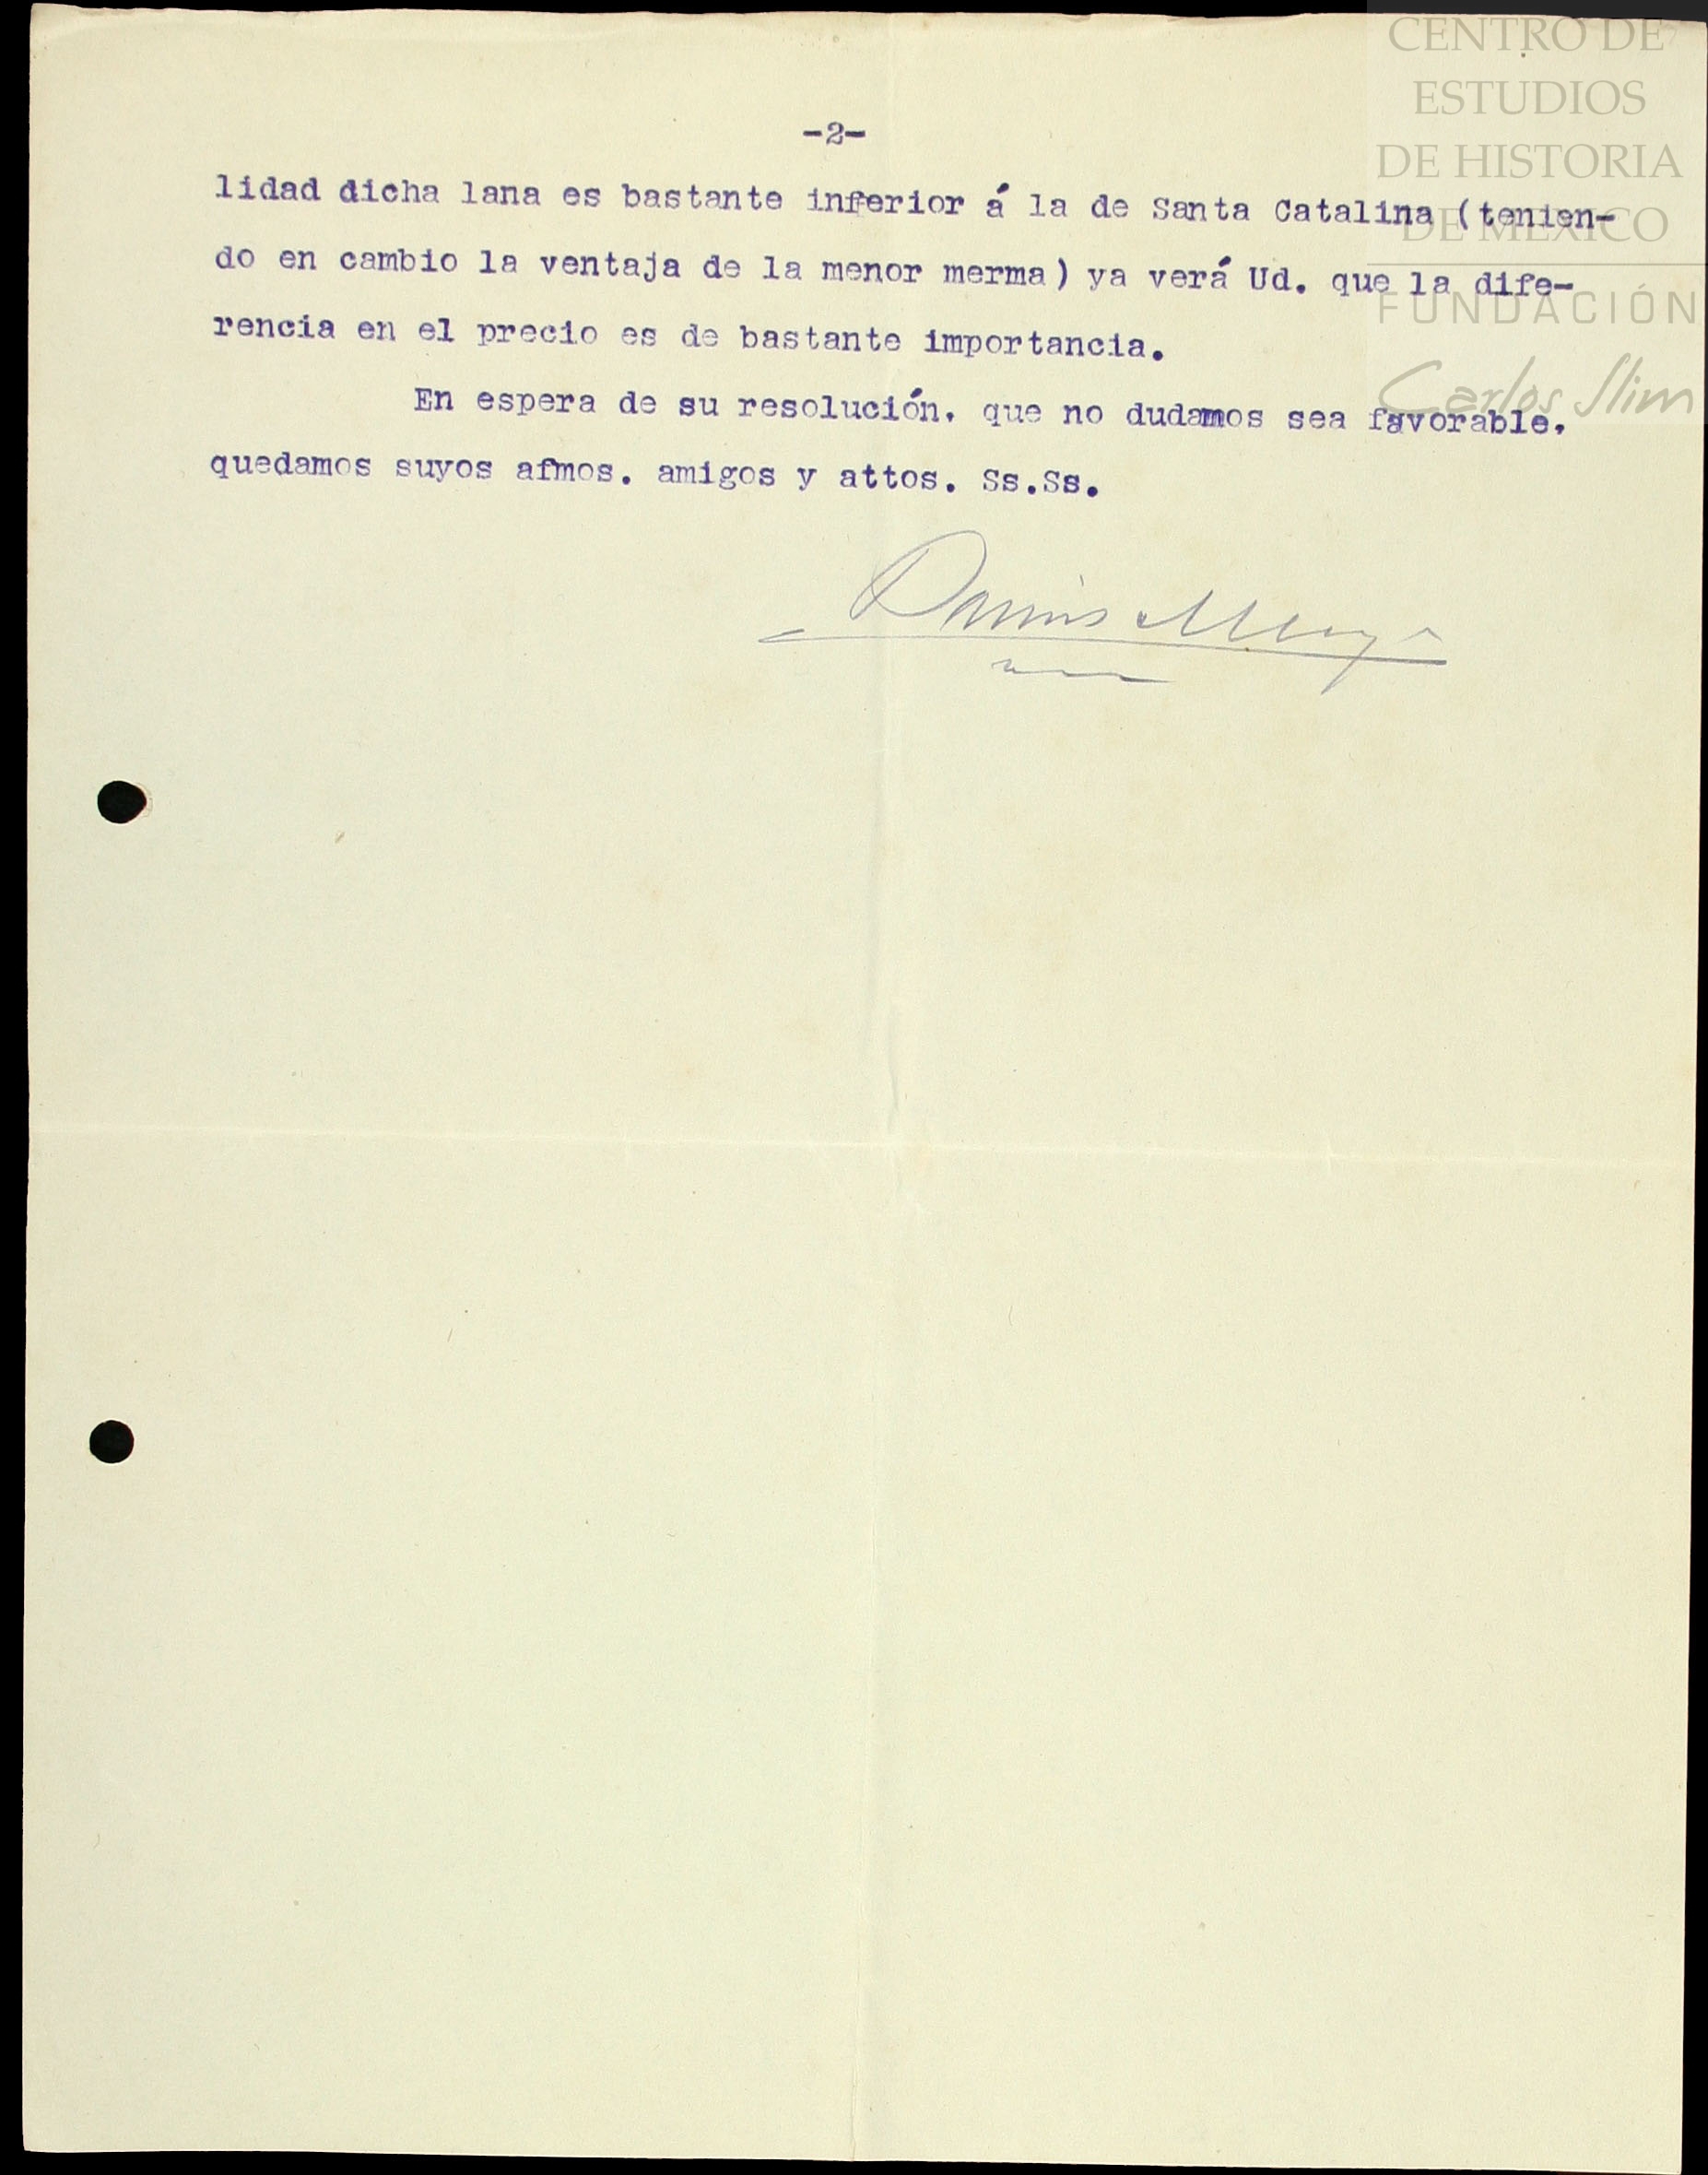 CENTRO DE
ESTUDIOS
DE HISTORIA
DE MÉXICO
FUNDACIÓN
Carlos Slim
-2-
lidad dicha lana es bastante inferior á la de Santa Catalina (tenien-
do en cambio la ventaja de la menor merma) ya verá Ud. que la dife-
rencia en el precio es de bastante importancia.
En espera de su resolución, que no dudamos sea favorable,
quedamos suyos afmos. amigos y attos. Ss.Ss.